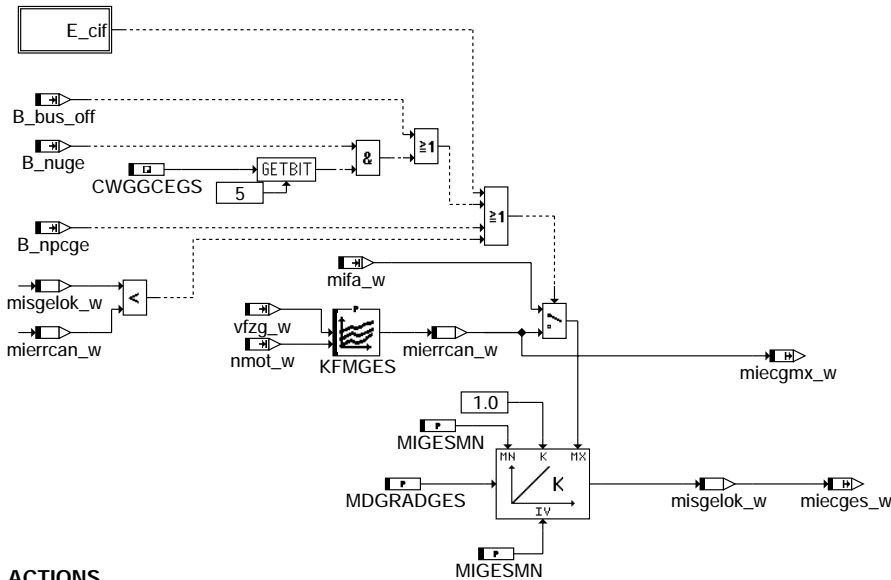 E_cif
B_bus_off
≥1
B_nuge
&
GETBIT
CWGGCEGS
5
≥1
B_npcge
misgelok_w
<
mifa_w
mierrcan_w
vfzg_w
P
nmot_w
KFMGES
mierrcan_w
miecgmx_w
1.0
P
MIGESMN
MN K MX
P
MDGRADGES
K
IV
misgelok_w
miecges_w
P
MIGESMN
ACTIONS